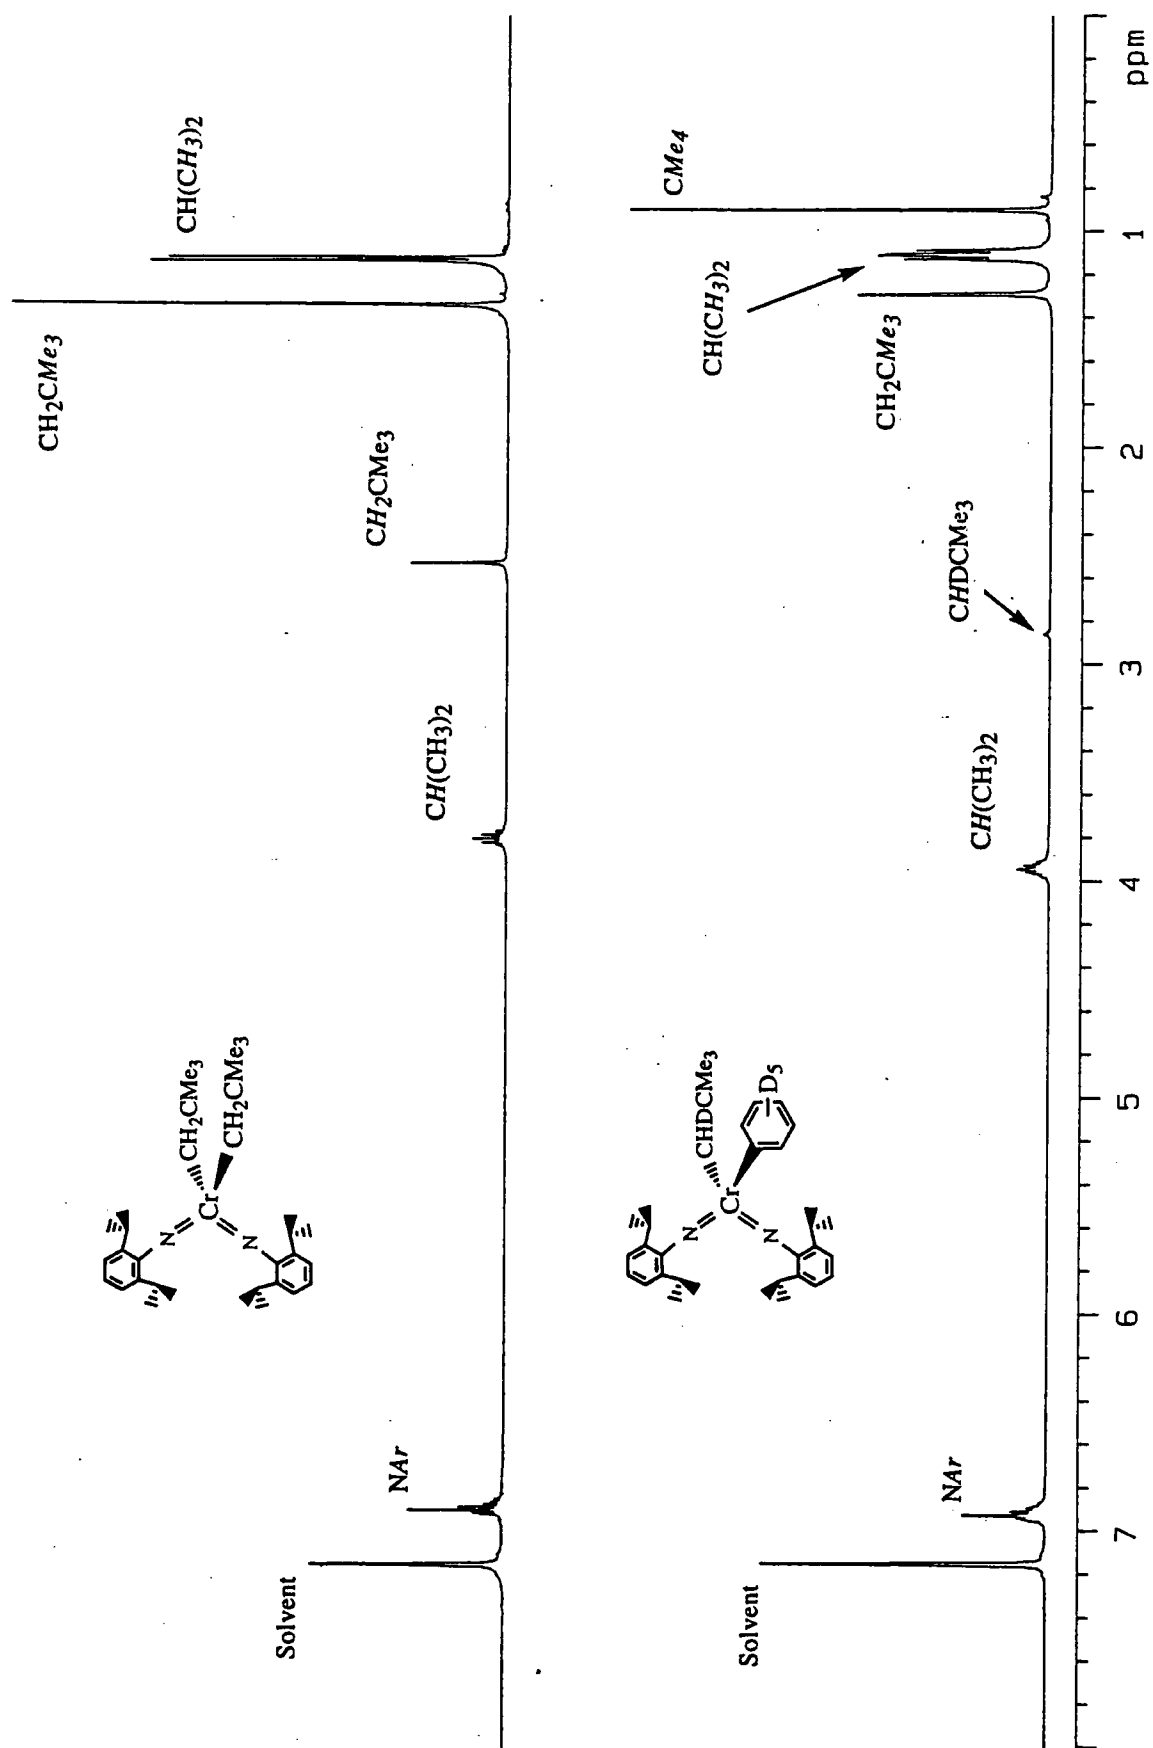 Solvent
NAr
CH(CH3)2
CH2CMe3
CH2CMe3
CH(CH3)2
N
N
Cr
CH2CMe3
CH2CMe3
Solvent
NAr
CH(CH3)2
CHDCMe3
CH2CMe3
CH(CH3)2
CMe4
N
N
Cr
CHDCMe3
D5
7
6
5
4
3
2
1
ppm